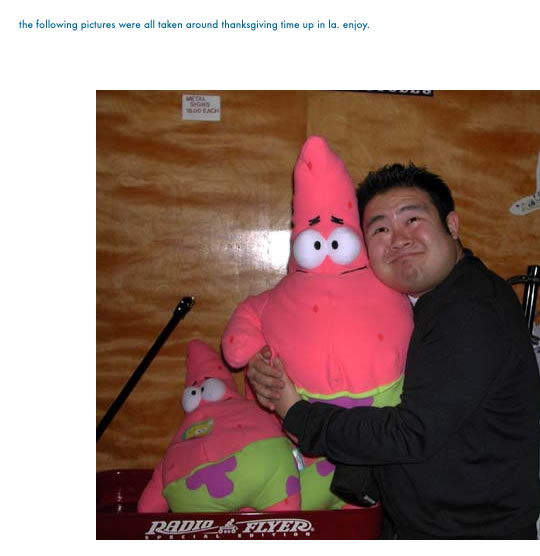 the following pictures were all taken around thanksgiving time up in la. enjoy.
METAL
SIGNS
16.00 EACH
RADIO FLYER
SPECIAL EDITION